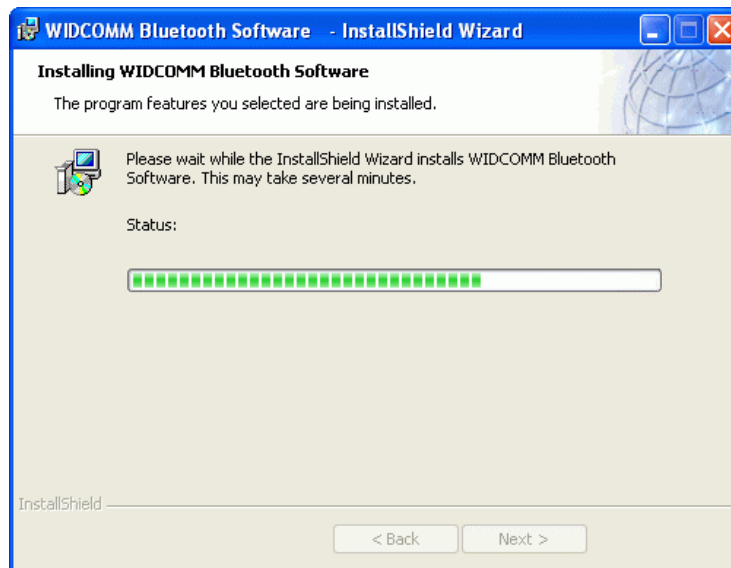 WIDCOMM Bluetooth Software - InstallShield Wizard
Installing WIDCOMM Bluetooth Software
The program features you selected are being installed.
Please wait while the InstallShield Wizard installs WIDCOMM Bluetooth
Software. This may take several minutes.
Status:
InstallShield
< Back
Next >